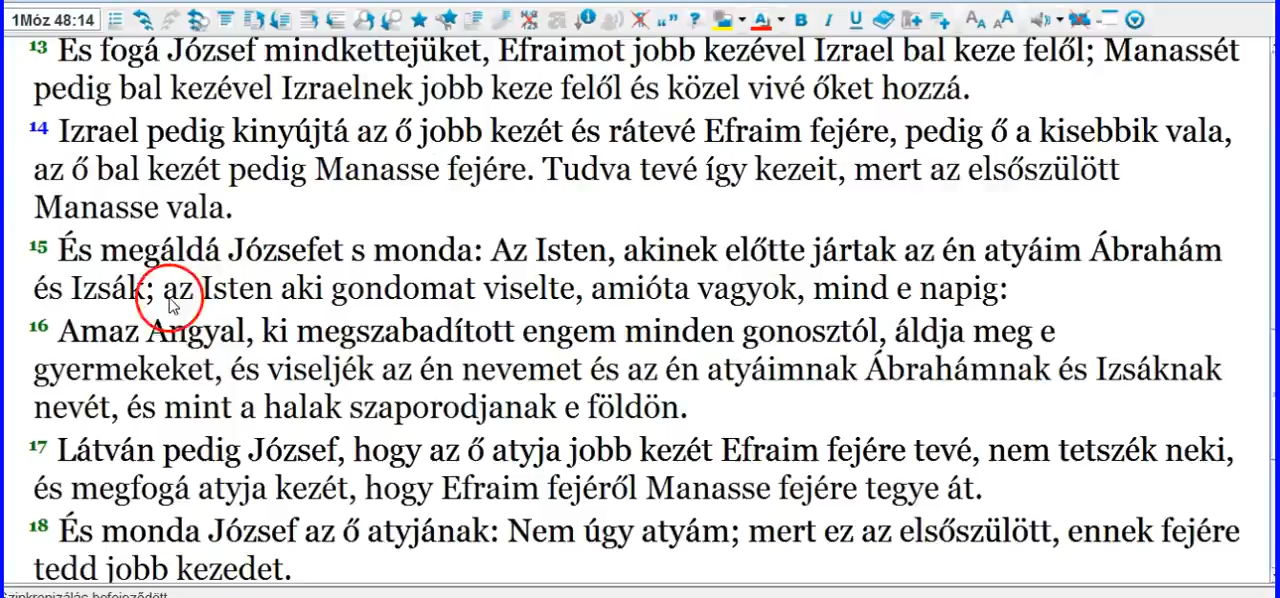 1Móz 48:14
13 És fogá József mindkettejüket, Efraimot jobb kezével Izrael bal keze felől; Manassét
pedig bal kezével Izraelnek jobb keze felől és közel vivé őket hozzá.
14 Izrael pedig kinyújtá az ő jobb kezét és rátevé Efraim fejére, pedig ő a kisebbik vala,
az ő bal kezét pedig Manasse fejére. Tudva tevé így kezeit, mert az elsőszülött
Manasse vala.
15 És megáldá Józsefet s monda: Az Isten, akinek előtte jártak az én atyáim Ábrahám
és Izsák; az Isten aki gondomat viselte, amióta vagyok, mind e napig:
16 Amaz Angyal, ki megszabadított engem minden gonosztól, áldja meg e
gyermekeket, és viseljék az én nevemet és az én atyáimnak Ábrahámnak és Izsáknak
nevét, és mint a halak szaporodjanak e földön.
17 Látván pedig József, hogy az ő atyja jobb kezét Efraim fejére tevé, nem tetszék neki,
és megfogá atyja kezét, hogy Efraim fejéről Manasse fejére tegye át.
18 És monda József az ő atyjának: Nem úgy atyám; mert ez az elsőszülött, ennek fejére
tedd jobb kezedet.